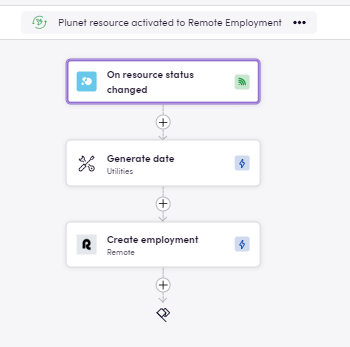 Plunet resource activated to Remote Employment
On resource status
changed
Generate date
Utilities
Create employment
Remote